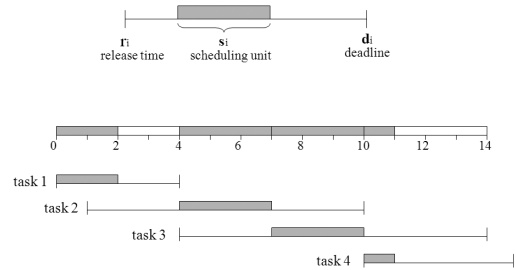 ri si di
release time scheduling unit deadline
0 2 4 6 8 10 12 14
task 1
task 2
task 3
task 4